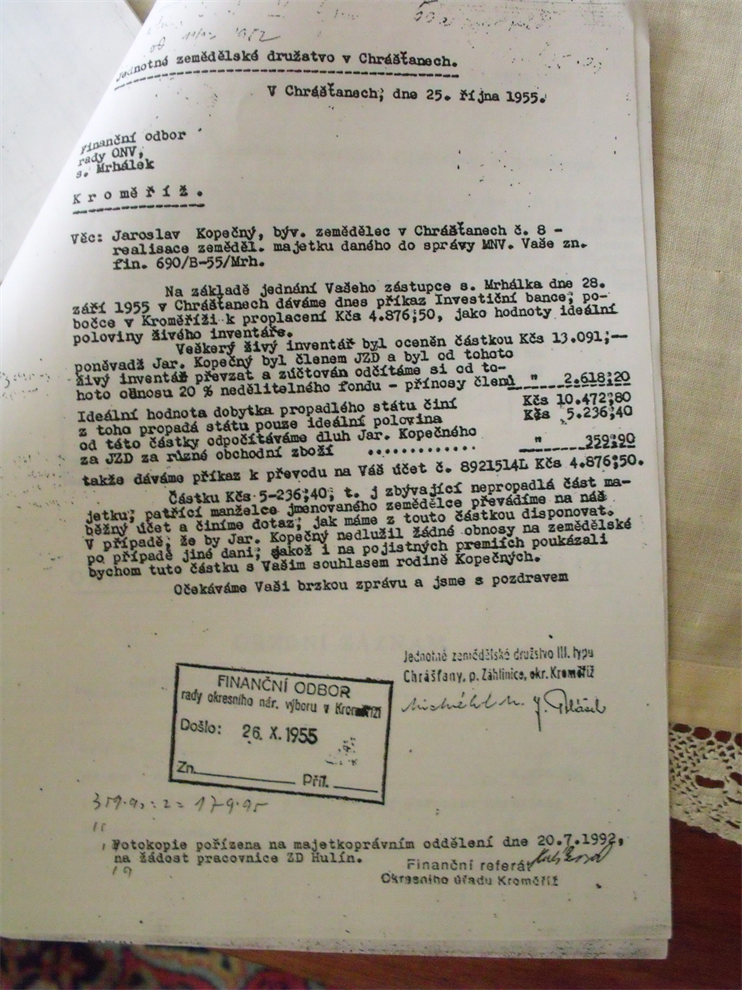 od
1952
Jednotné zemědělské družstvo v Chrášťanech.
V Chrášťanech; dne 25. října 1955.
Finanční odbor
rady ONV,
s. Mrhálek
K r o m ě ř í ž .
Věc: Jaroslav Kopečný, býv. zemědělec v Chrášťanech č. 8 -
realisace zeměděl. majetku daného do správy MNV. Vaše zn.
fin. 690/B-55/Mrh.
Na základě jednání Vašeho zástupce s. Mrhálka dne 28.
září 1955 v Chrášťanech dáváme dnes příkaz Investiční bance; po-
bočce v Kroměříži k proplacení Kčs 4.876;50, jako hodnoty ideální
poloviny živého inventáře.
Veškerý živý inventář byl oceněn částkou Kčs 13.091;—
poněvadž Jar. Kopečný byl členem JZD a byl od tohoto
živý inventář převzat a zúčtován odčítáme si od to-
hoto obnosu 20 % nedělitelného fondu - přínosy členů " 2.618;20
Ideální hodnota dobytka propadlého státu činí Kčs 10.472;80
z toho propadá státu pouze ideální polovina Kčs 5.236;40
od táto částky odpočítáváme dluh Jar. Kopečného
za JZD za různé obchodní zboží ............ " 359;90
takže dáváme příkaz k převodu na Váš účet č. 8921514L Kčs 4.876;50.
Částku Kčs 5-236;40; t. j zbývající nepropadlá část ma-
jetku; patřící manželce jmenovaného zemědělce převádíme na náš
běžný účet a činíme dotaz; jak máme z touto částkou disponovat.
V případě; že by Jar. Kopečný nedlužil žádné obnosy na zemědělské
po případě jiné dani; jakož i na pojistných premiích poukázali
bychom tuto částku s Vašim souhlasem rodině Kopečných.
Očekáváme Vaši brzkou zprávu a jsme s pozdravem
Jednotné zemědělské družstvo III. typu
Chrášťany, p. Záhlinice, okr. Kroměříž
FINANČNÍ ODBOR
rady okresního nár. výboru v Kroměříži
Došlo: 26. X. 1955
Zn. Příl.
359.90:2=179.95
Fotokopie pořízena na majetkoprávním oddělení dne 20.7.1992,
na žádost pracovnice ZD Hulín.
Finanční referát
Okresního úřadu Kroměříž